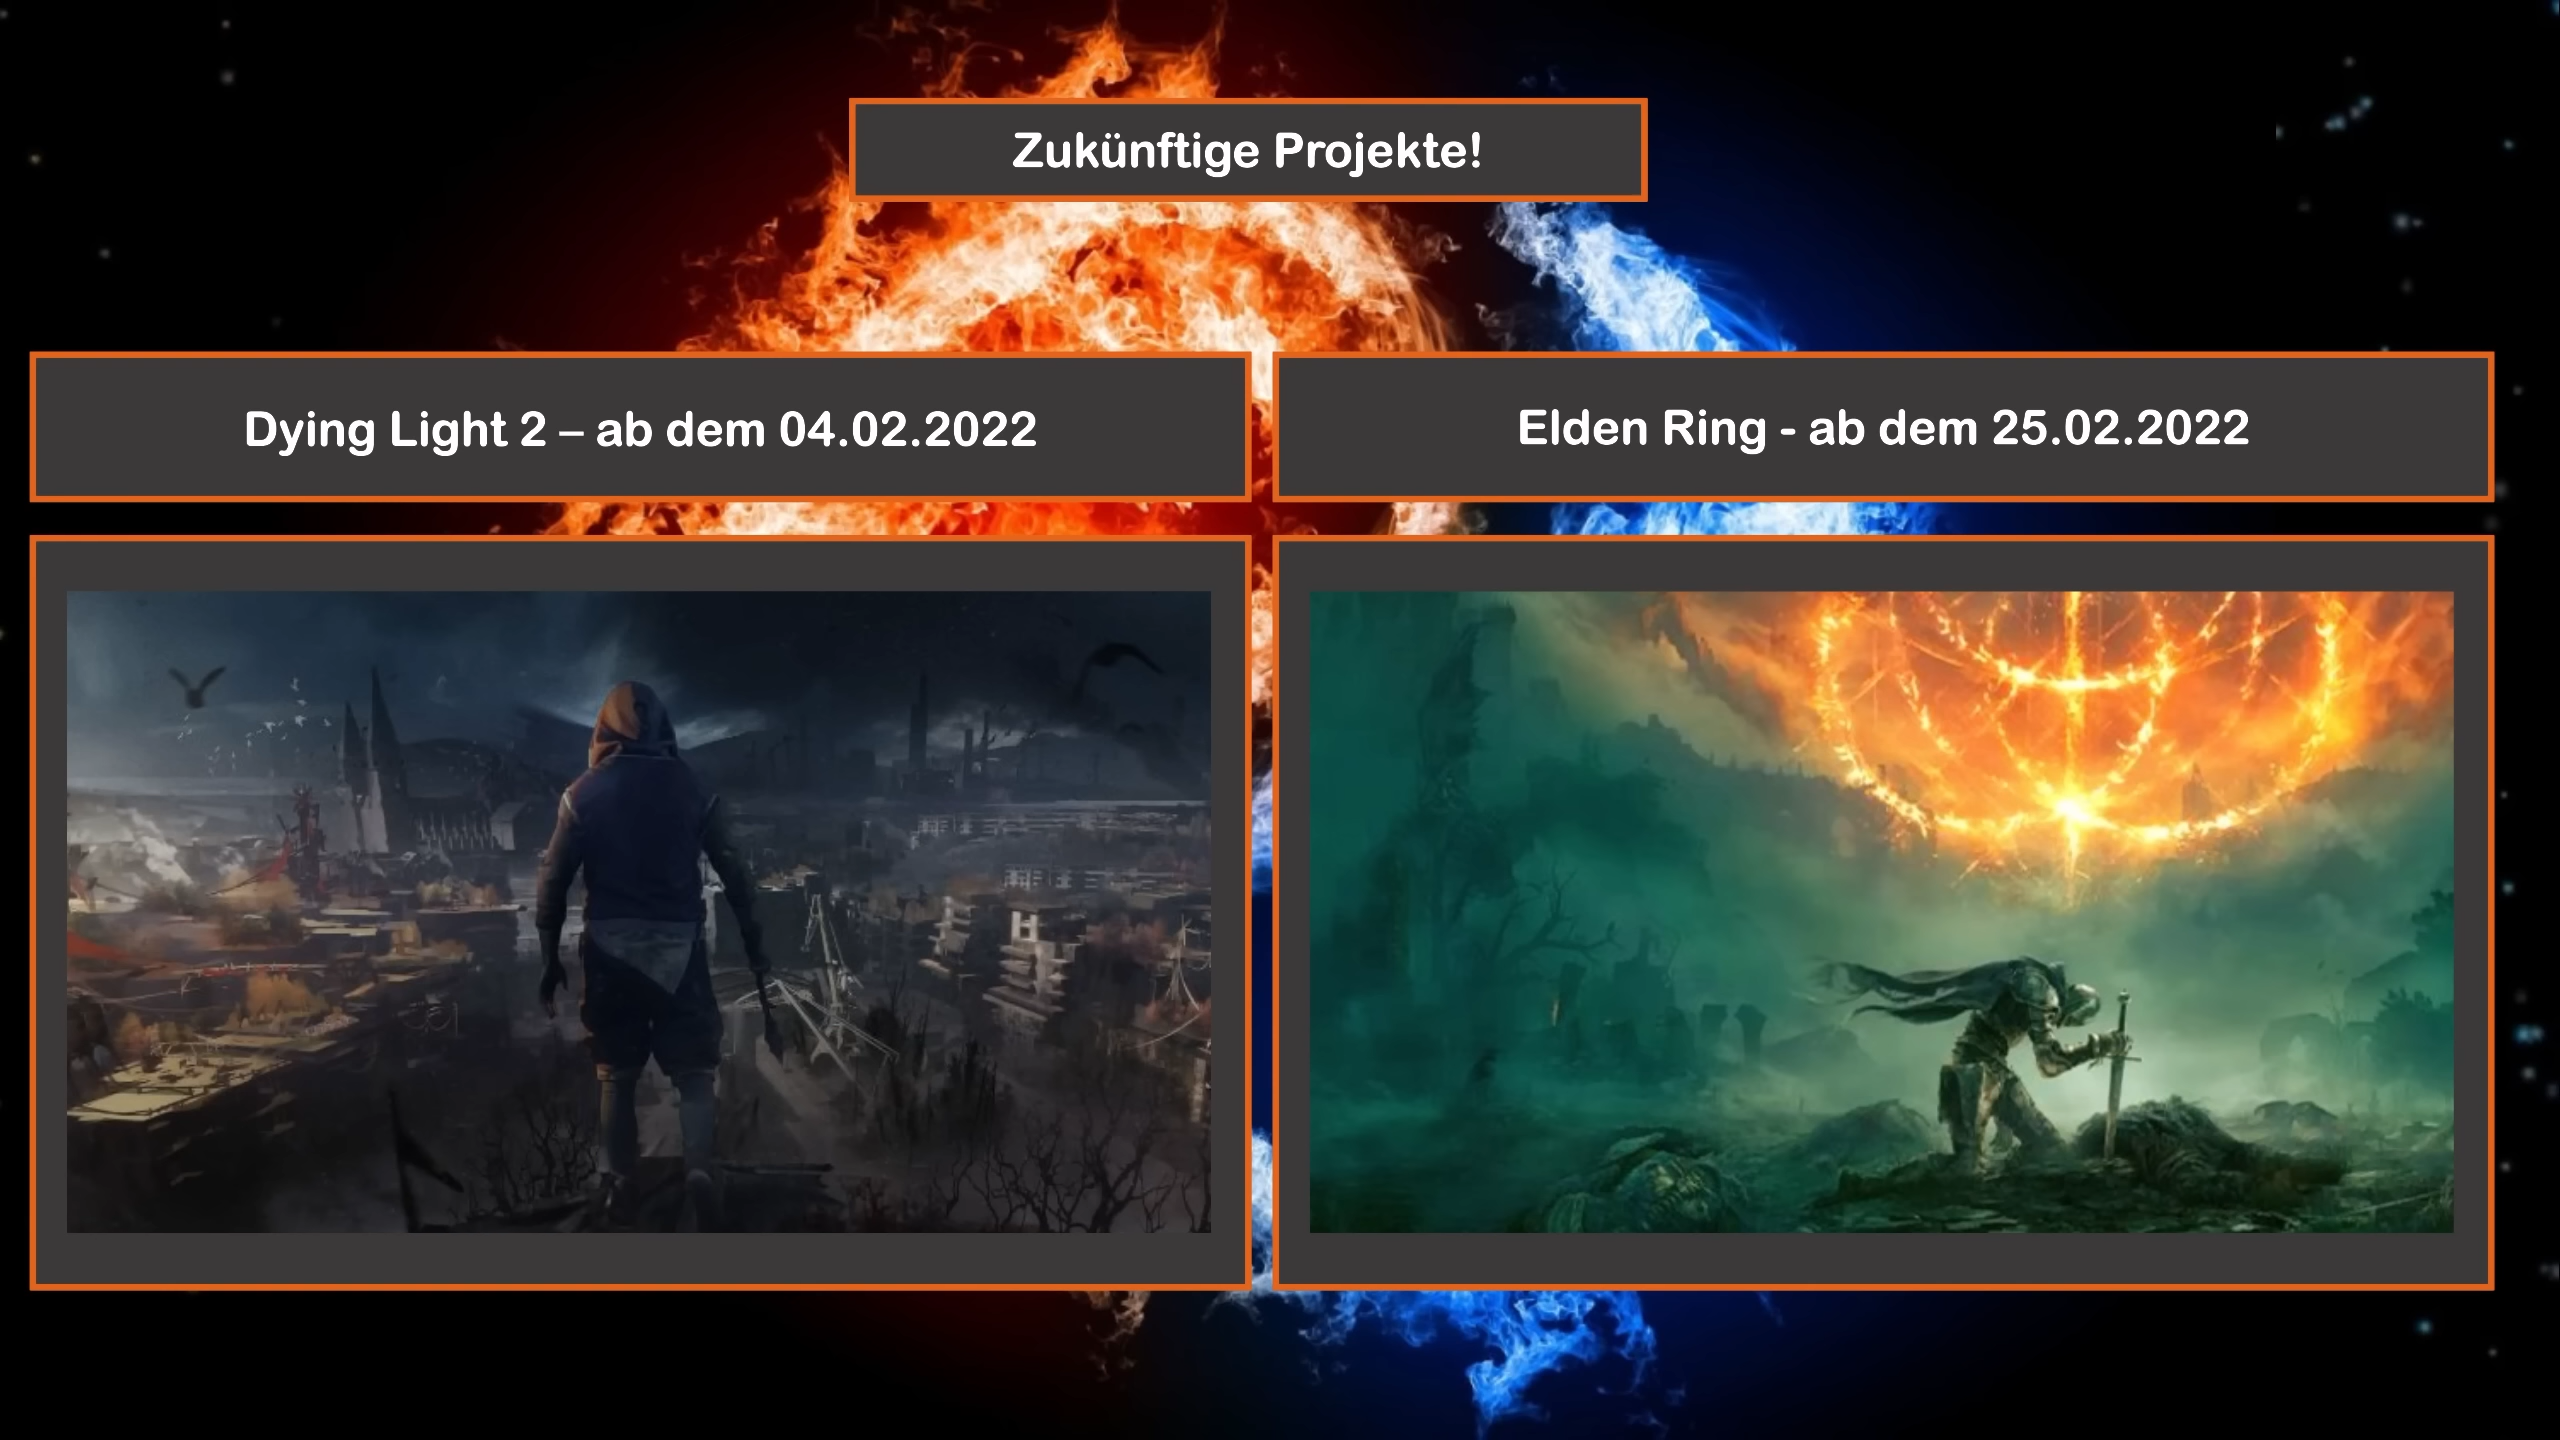 Zukünftige Projekte!
Dying Light 2 – ab dem 04.02.2022
Elden Ring - ab dem 25.02.2022